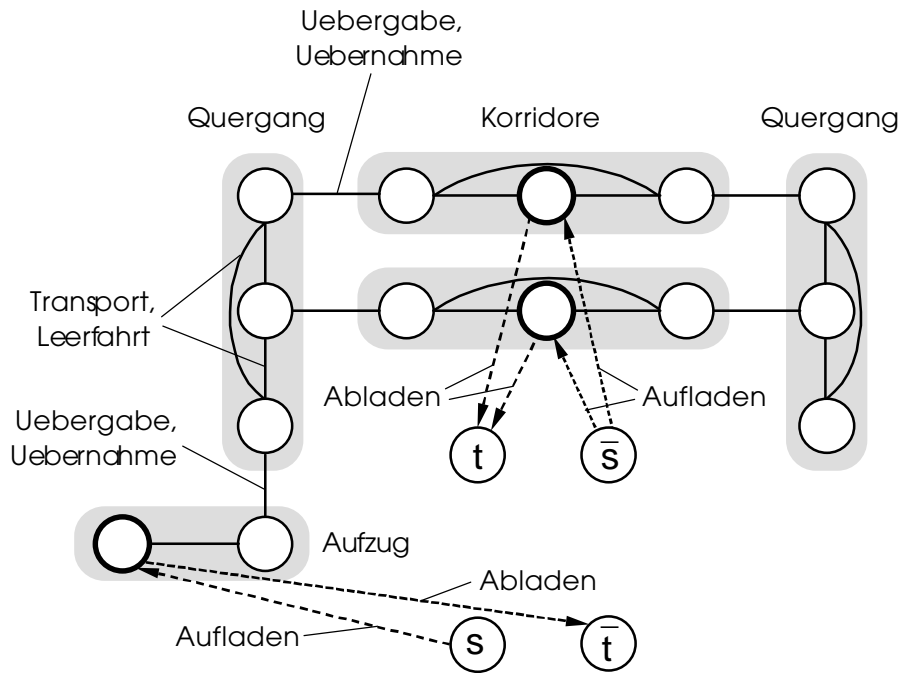 Uebergabe,
Uebernahme
Quergang
Korridore
Quergang
Transport,
Leerfahrt
Abladen
Aufladen
Uebergabe,
Uebernahme
t
s̅
Aufzug
Abladen
Aufladen
s
t̅